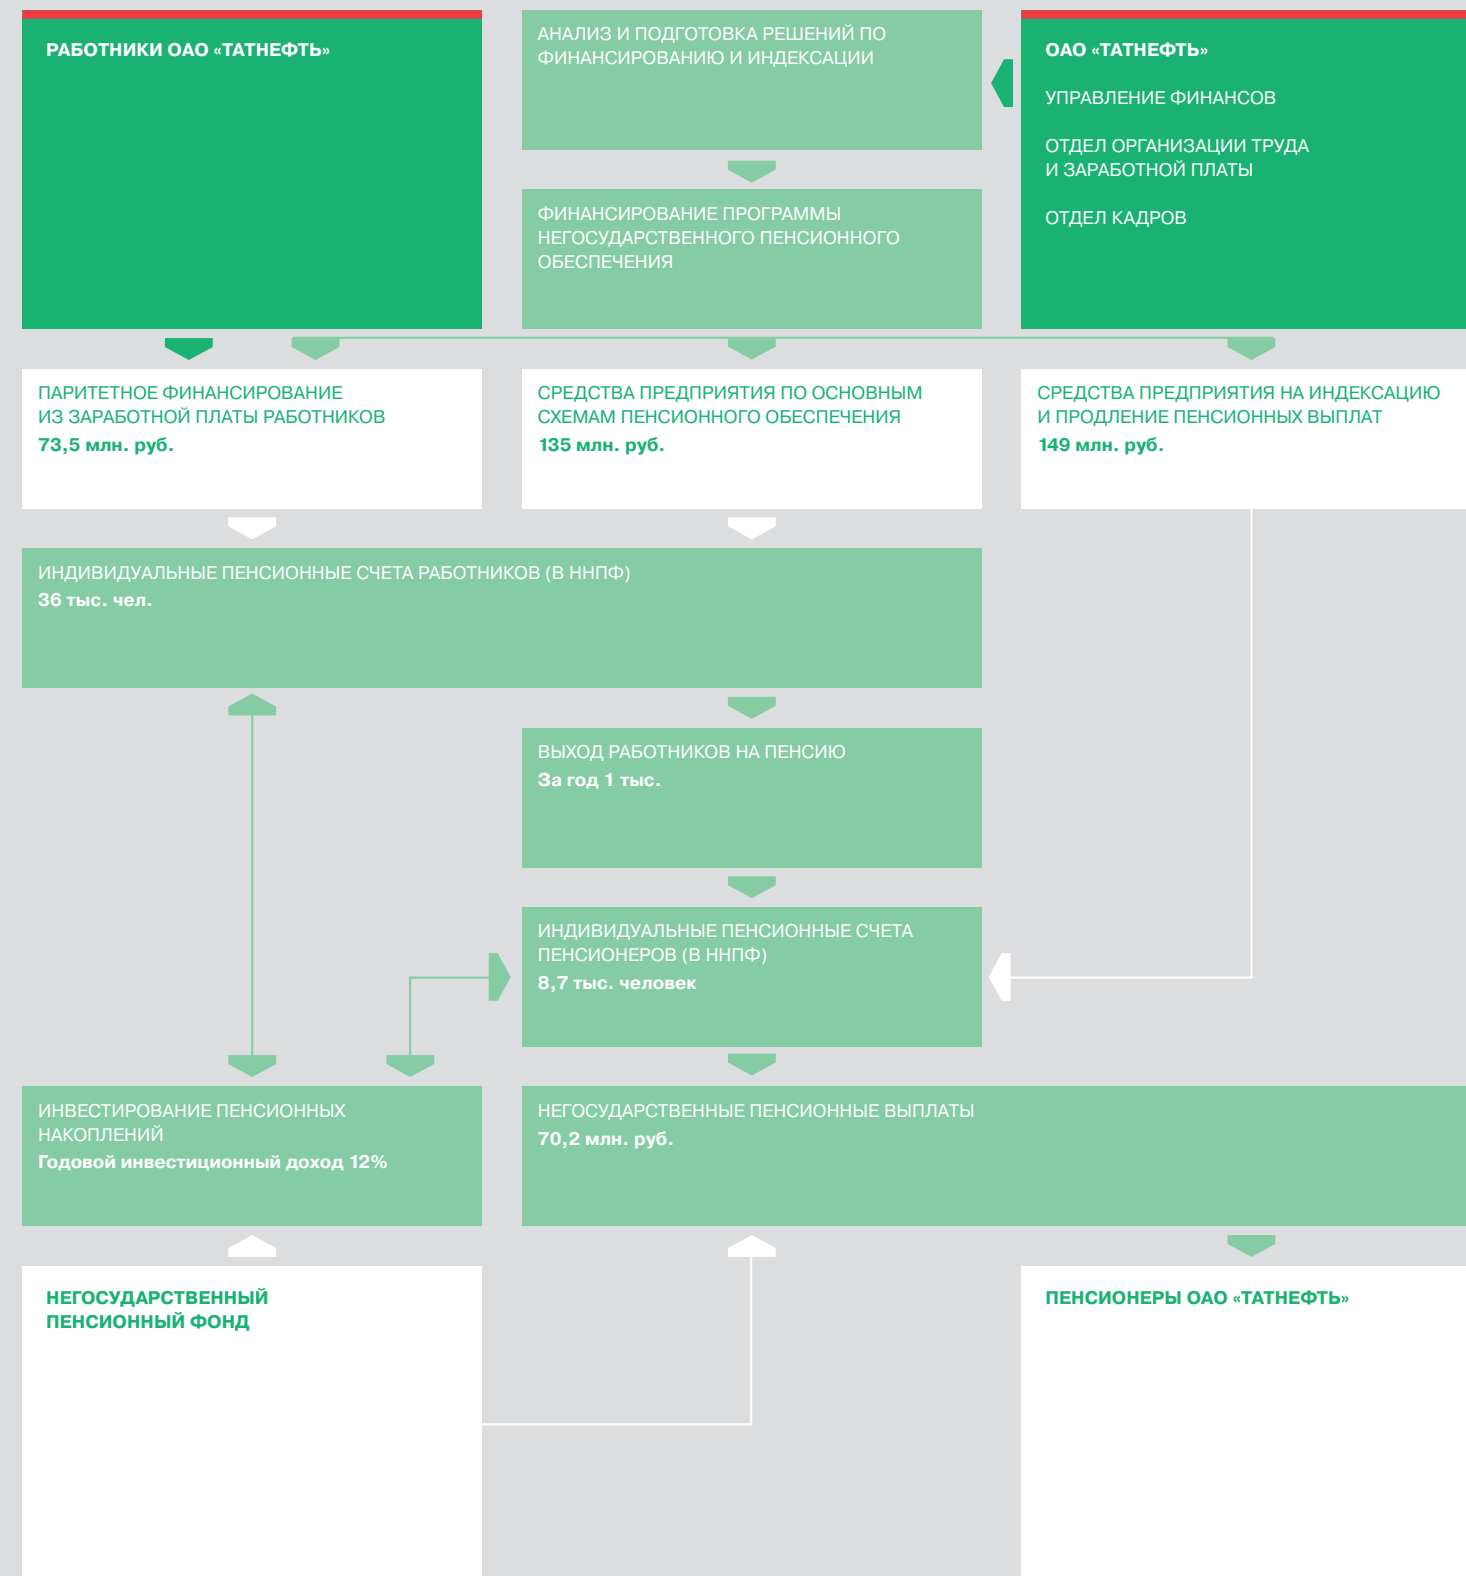 РАБОТНИКИ ОАО «ТАТНЕФТЬ»
АНАЛИЗ И ПОДГОТОВКА РЕШЕНИЙ ПО
ФИНАНСИРОВАНИЮ И ИНДЕКСАЦИИ
ОАО «ТАТНЕФТЬ»
УПРАВЛЕНИЕ ФИНАНСОВ
ОТДЕЛ ОРГАНИЗАЦИИ ТРУДА
И ЗАРАБОТНОЙ ПЛАТЫ
ОТДЕЛ КАДРОВ
ФИНАНСИРОВАНИЕ ПРОГРАММЫ
НЕГОСУДАРСТВЕННОГО ПЕНСИОННОГО
ОБЕСПЕЧЕНИЯ
ПАРИТЕТНОЕ ФИНАНСИРОВАНИЕ
ИЗ ЗАРАБОТНОЙ ПЛАТЫ РАБОТНИКОВ
73,5 млн. руб.
СРЕДСТВА ПРЕДПРИЯТИЯ ПО ОСНОВНЫМ
СХЕМАМ ПЕНСИОННОГО ОБЕСПЕЧЕНИЯ
135 млн. руб.
СРЕДСТВА ПРЕДПРИЯТИЯ НА ИНДЕКСАЦИЮ
И ПРОДЛЕНИЕ ПЕНСИОННЫХ ВЫПЛАТ
149 млн. руб.
ИНДИВИДУАЛЬНЫЕ ПЕНСИОННЫЕ СЧЕТА РАБОТНИКОВ (В ННПФ)
36 тыс. чел.
ВЫХОД РАБОТНИКОВ НА ПЕНСИЮ
За год 1 тыс.
ИНДИВИДУАЛЬНЫЕ ПЕНСИОННЫЕ СЧЕТА
ПЕНСИОНЕРОВ (В ННПФ)
8,7 тыс. человек
ИНВЕСТИРОВАНИЕ ПЕНСИОННЫХ
НАКОПЛЕНИЙ
Годовой инвестиционный доход 12%
НЕГОСУДАРСТВЕННЫЕ ПЕНСИОННЫЕ ВЫПЛАТЫ
70,2 млн. руб.
НЕГОСУДАРСТВЕННЫЙ
ПЕНСИОННЫЙ ФОНД
ПЕНСИОНЕРЫ ОАО «ТАТНЕФТЬ»